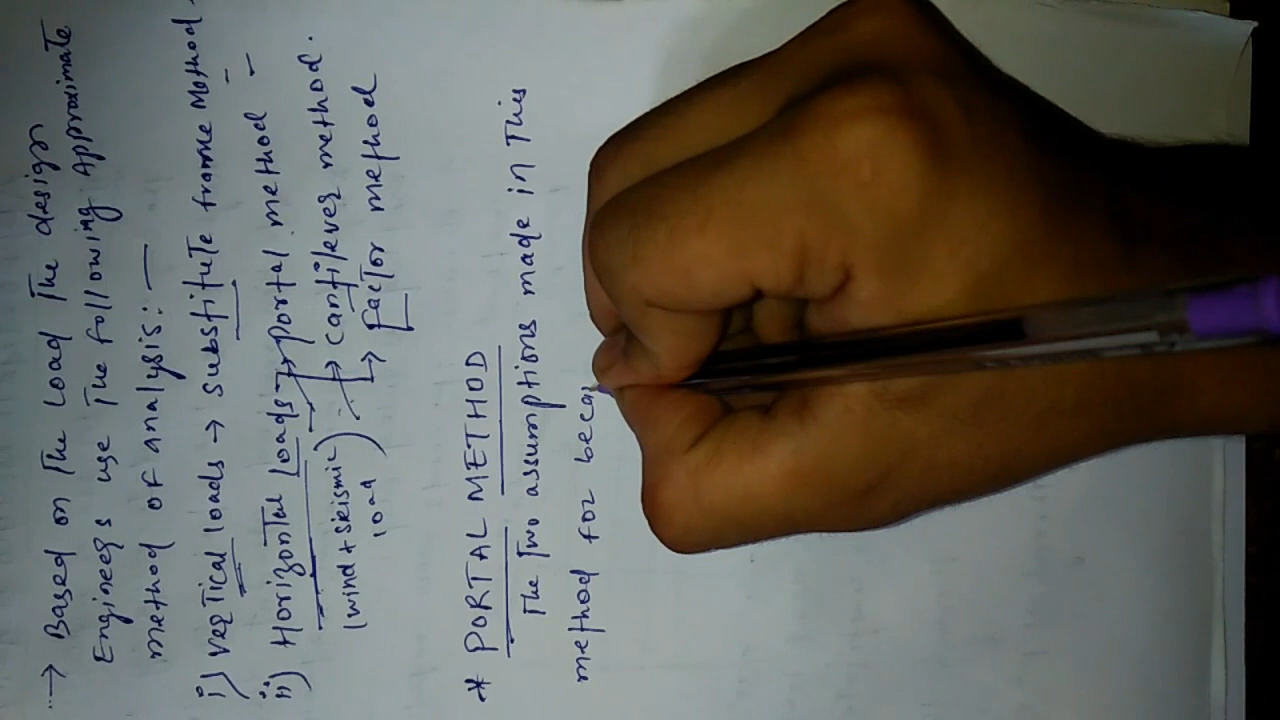 → Based on The Load The design
Engineers use The following Approximate
method of analysis: —
i) vertical loads → substitute frame Method -
ii) Horizontal Loads → portal method -
(wind + seismic → cantilever method.
load) → factor method
* PORTAL METHOD
The Two assumptions made in This
method for beca